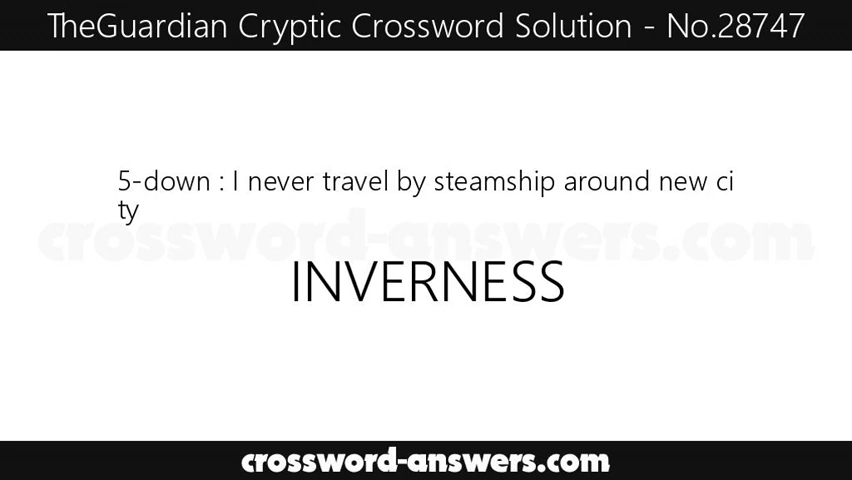 TheGuardian Cryptic Crossword Solution - No.28747
5-down : I never travel by steamship around new ci
ty
crossword-answers.com
INVERNESS
crossword-answers.com